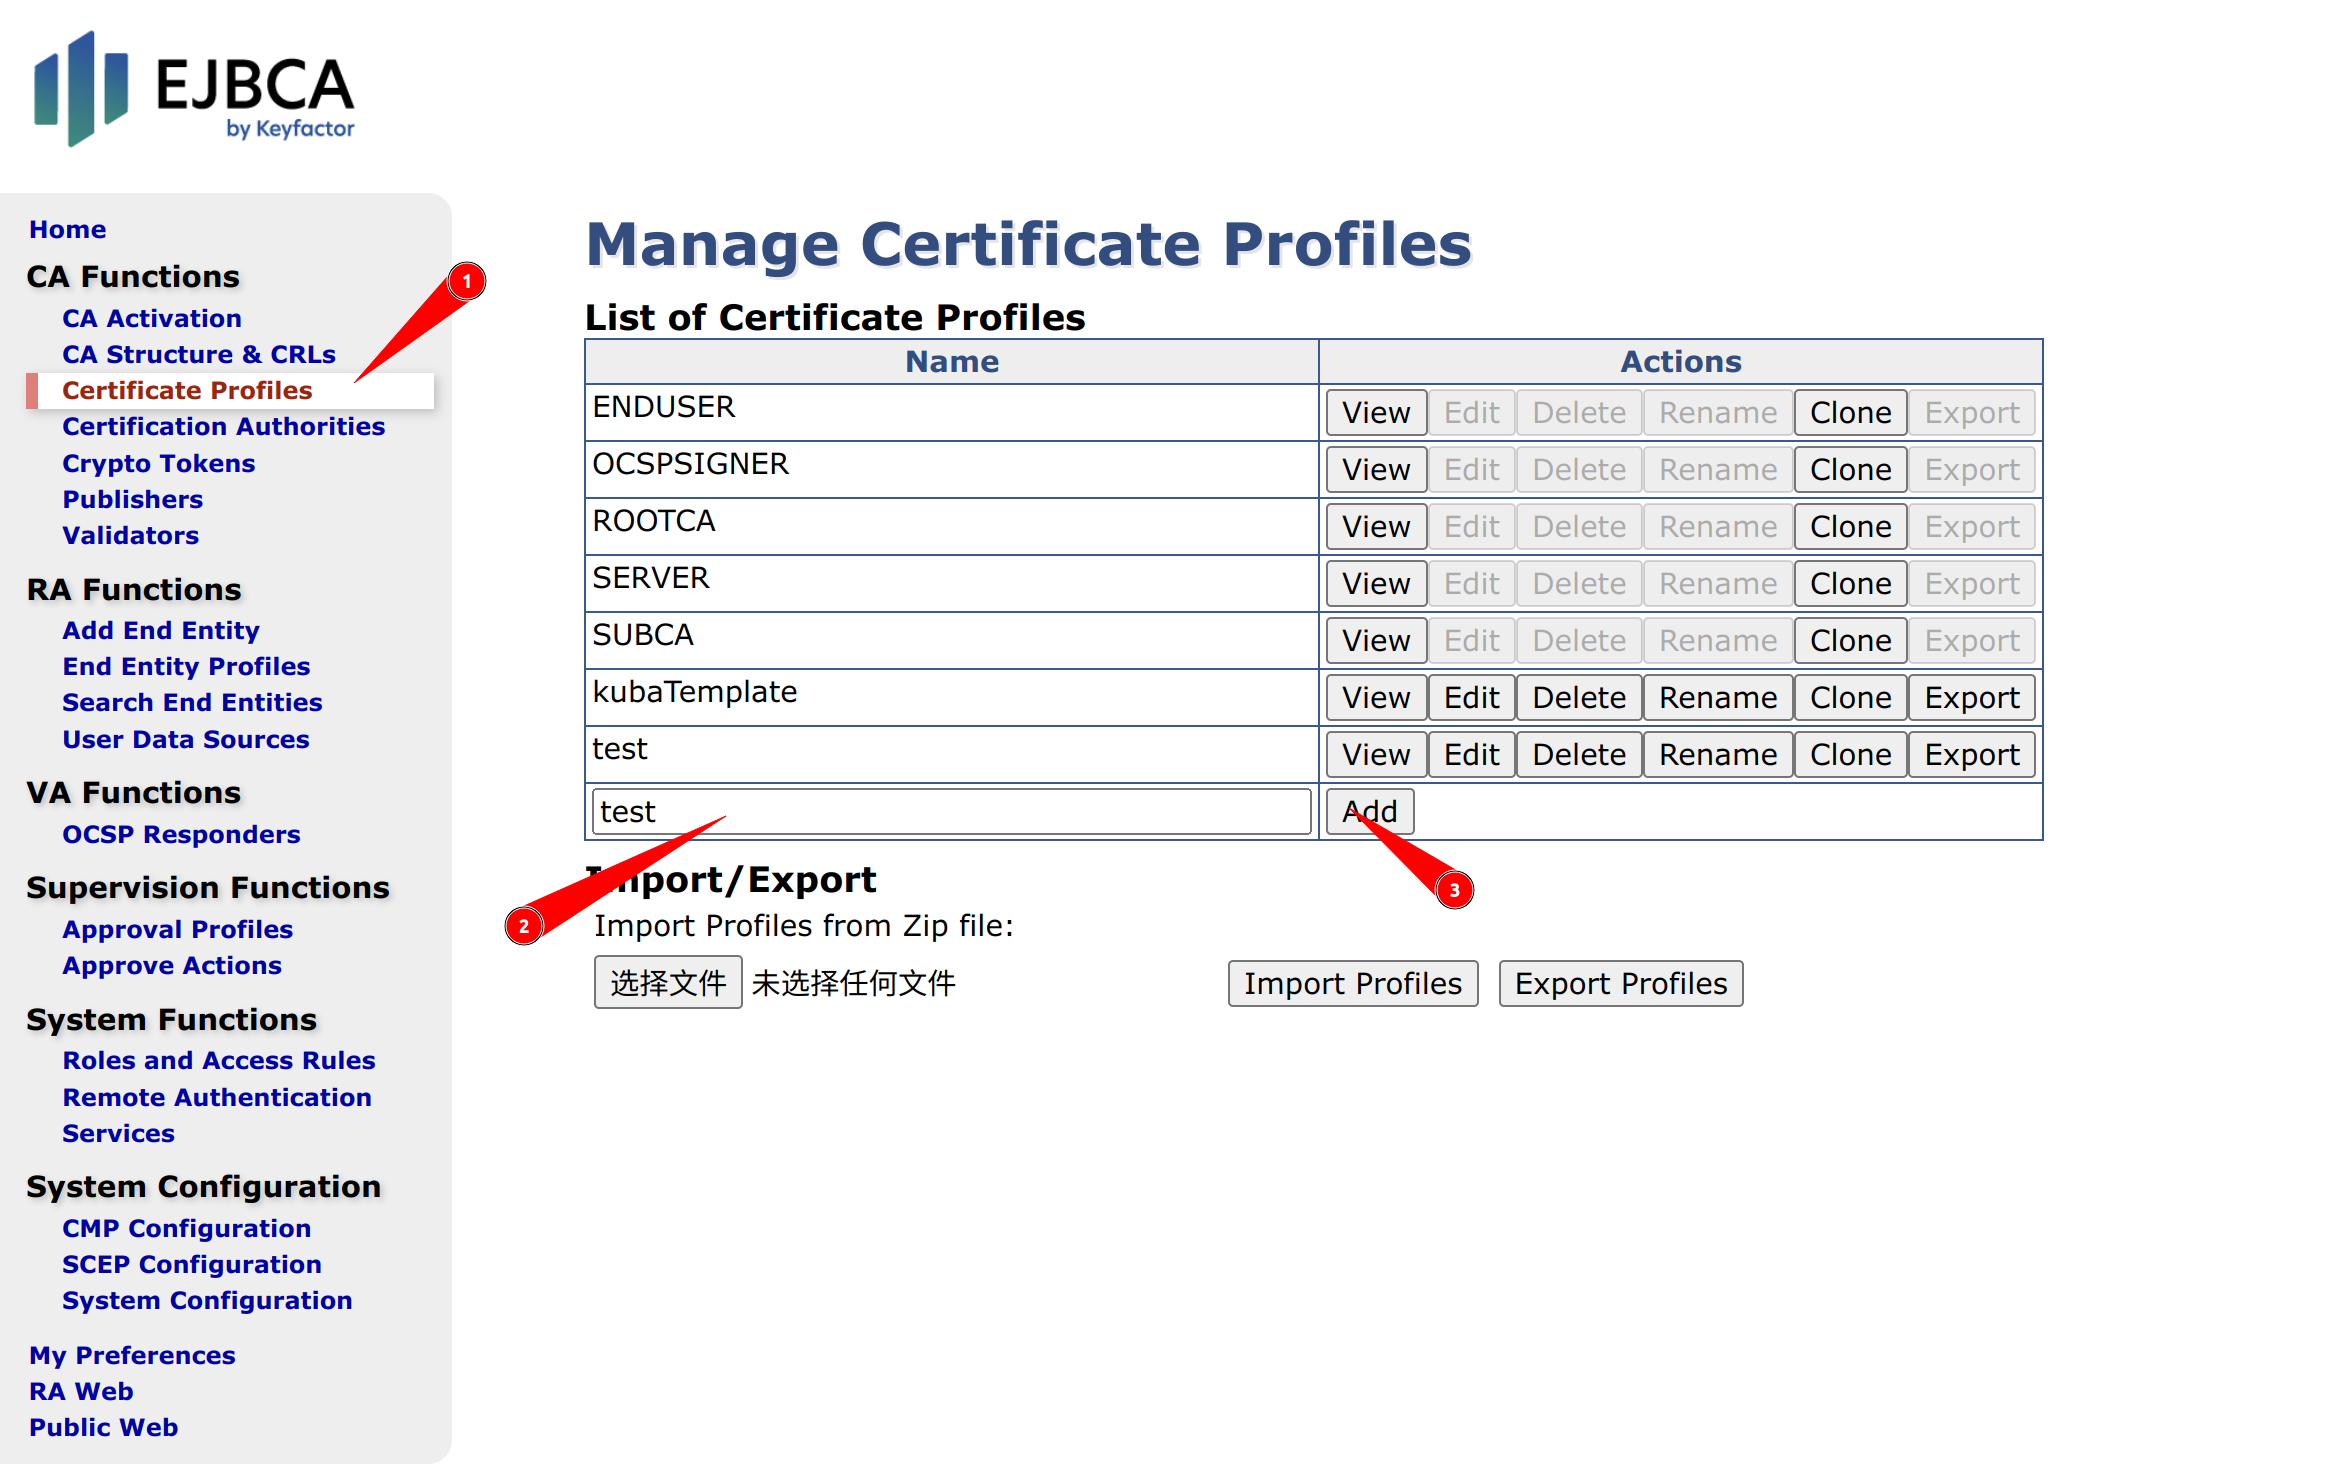 EJBCA
by Keyfactor
Home
CA Functions
CA Activation
CA Structure & CRLs
Certificate Profiles
Certification Authorities
Crypto Tokens
Publishers
Validators
RA Functions
Add End Entity
End Entity Profiles
Search End Entities
User Data Sources
VA Functions
OCSP Responders
Supervision Functions
Approval Profiles
Approve Actions
System Functions
Roles and Access Rules
Remote Authentication
Services
System Configuration
CMP Configuration
SCEP Configuration
System Configuration
My Preferences
RA Web
Public Web
1
Manage Certificate Profiles
List of Certificate Profiles
Name Actions
ENDUSER View Edit Delete Rename Clone Export
OCSPSIGNER View Edit Delete Rename Clone Export
ROOTCA View Edit Delete Rename Clone Export
SERVER View Edit Delete Rename Clone Export
SUBCA View Edit Delete Rename Clone Export
kubaTemplate View Edit Delete Rename Clone Export
test View Edit Delete Rename Clone Export
test Add
2
3
Import/Export
Import Profiles from Zip file:
选择文件 未选择任何文件 Import Profiles Export Profiles